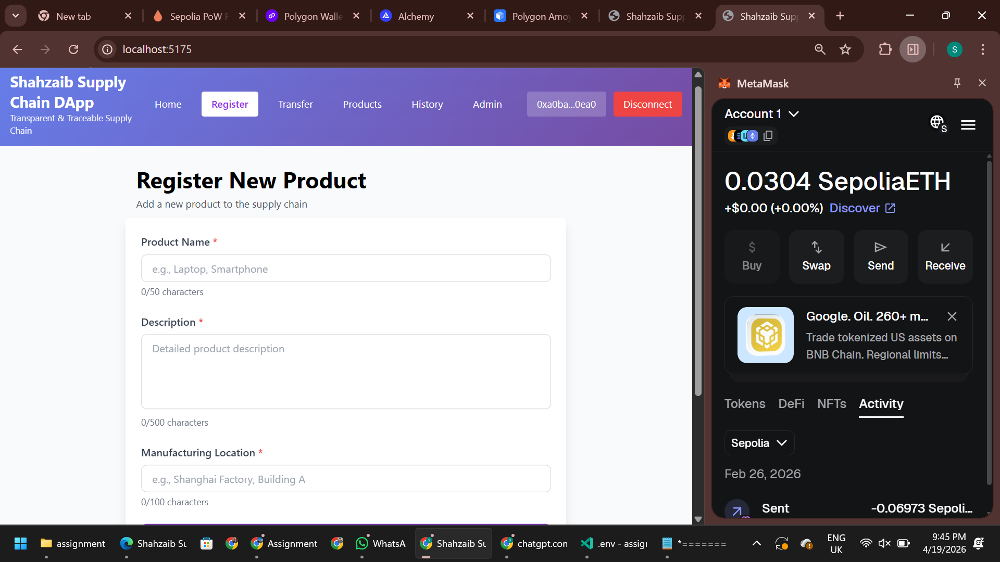 New tab
Sepolia PoW F
Polygon Walle
Alchemy
Polygon Amoy
Shahzaib Supp
Shahzaib Supp
localhost:5175
S
Shahzaib Supply
Chain DApp
Transparent & Traceable Supply
Chain
Home
Register
Transfer
Products
History
Admin
0xa0ba...0ea0
Disconnect
Register New Product
Add a new product to the supply chain
Product Name *
e.g., Laptop, Smartphone
0/50 characters
Description *
Detailed product description
0/500 characters
Manufacturing Location *
e.g., Shanghai Factory, Building A
0/100 characters
MetaMask
Account 1
S
0.0304 SepoliaETH
+$0.00 (+0.00%) Discover
$
Buy
Swap
Send
Receive
Google. Oil. 260+ m...
Trade tokenized US assets on
BNB Chain. Regional limits...
Tokens
DeFi
NFTs
Activity
Sepolia
Feb 26, 2026
Sent
-0.06973 Sepoli...
assignment
Shahzaib Su
Assignment
WhatsA
Shahzaib Su
chatgpt.con
.env - assign
*=======
ENG
UK
9:45 PM
4/19/2026